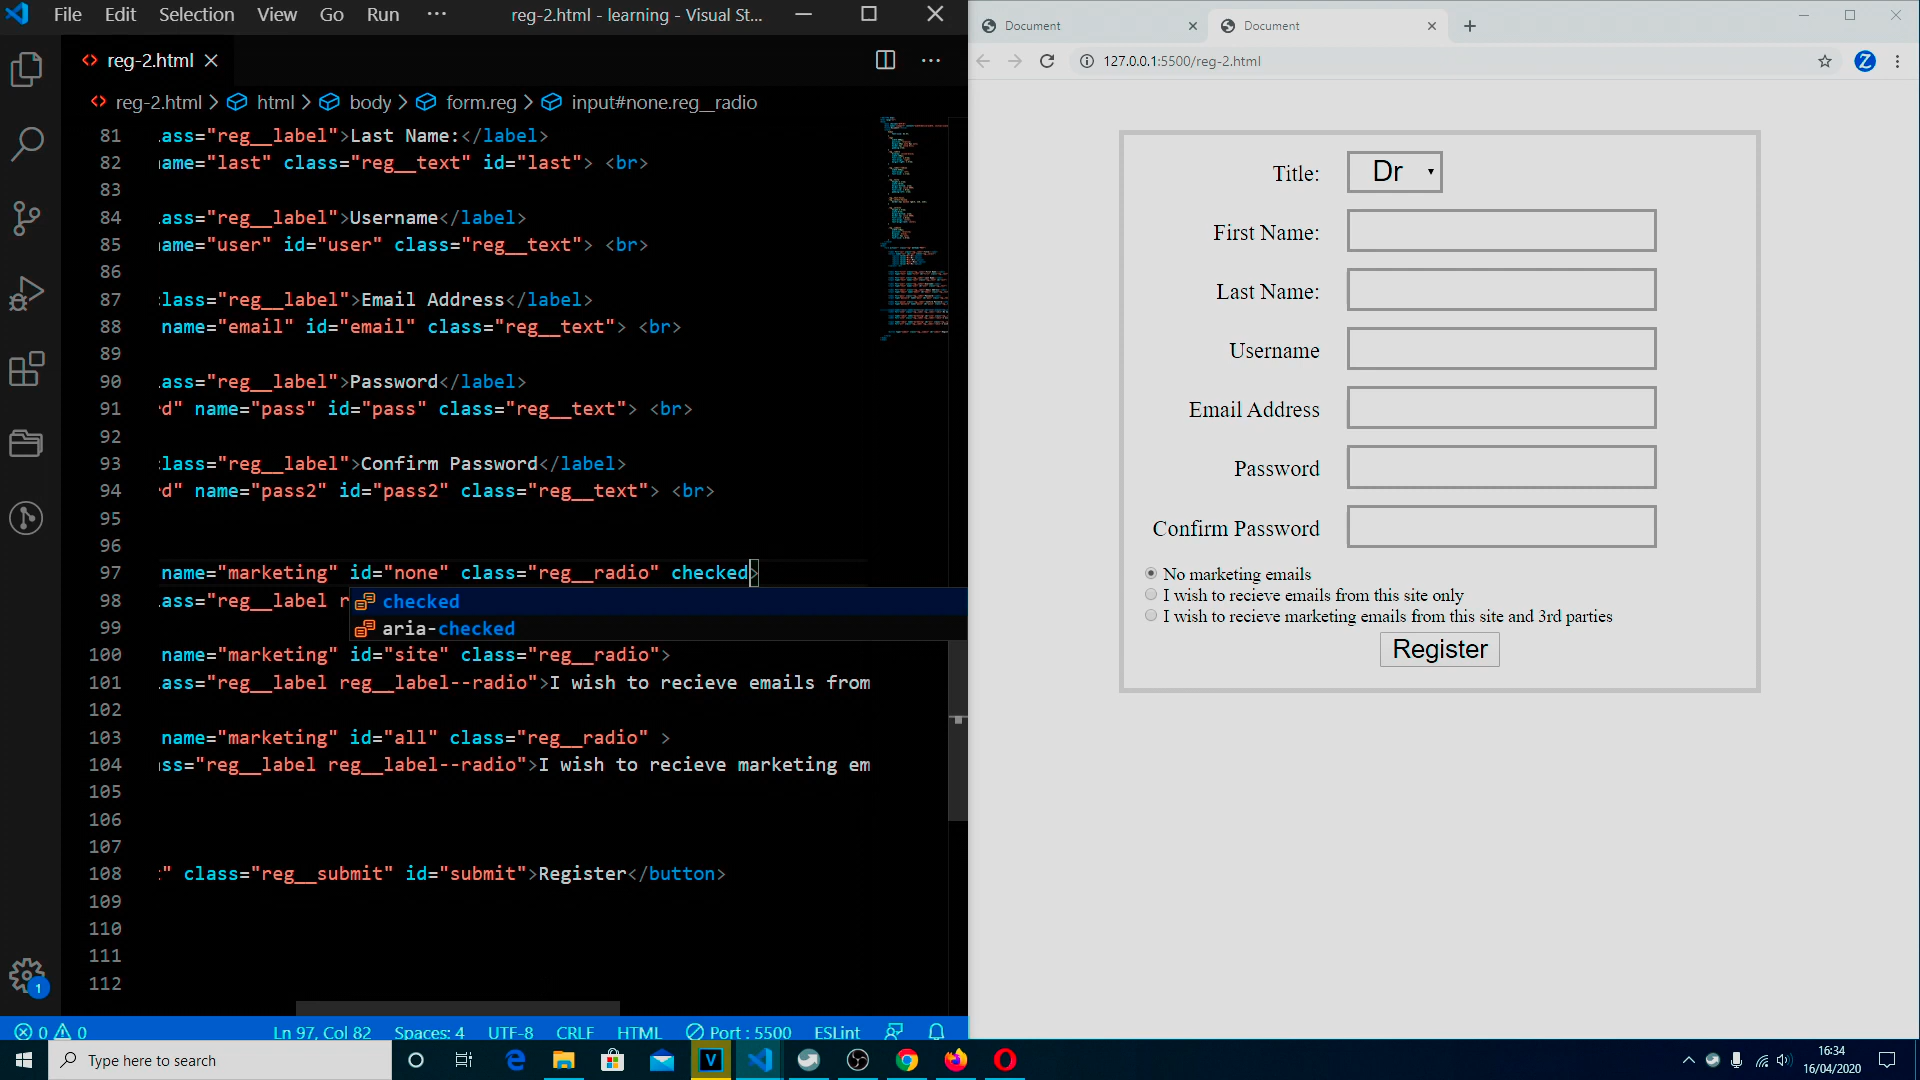 File Edit Selection View Go Run ··· reg-2.html - learning - Visual St...
reg-2.html
reg-2.html > html > body > form.reg > input#none.reg__radio
81 ass="reg__label">Last Name:</label>
82 name="last" class="reg__text" id="last"> <br>
83
84 ass="reg__label">Username</label>
85 ame="user" id="user" class="reg__text"> <br>
86
87 lass="reg__label">Email Address</label>
88 name="email" id="email" class="reg__text"> <br>
89
90 ass="reg__label">Password</label>
91 d" name="pass" id="pass" class="reg__text"> <br>
92
93 lass="reg__label">Confirm Password</label>
94 d" name="pass2" id="pass2" class="reg__text"> <br>
95
96
97 name="marketing" id="none" class="reg__radio" checked>
98 ass="reg__label r
checked
aria-checked
99
100 name="marketing" id="site" class="reg__radio">
101 ass="reg__label reg__label--radio">I wish to recieve emails from
102
103 name="marketing" id="all" class="reg__radio" >
104 ss="reg__label reg__label--radio">I wish to recieve marketing em
105
106
107
108 " class="reg__submit" id="submit">Register</button>
109
110
111
112
1
0 0 Ln 97, Col 82 Spaces: 4 UTF-8 CRLF HTML Port : 5500 ESLint
Document Document
127.0.0.1:5500/reg-2.html
Z
Title: Dr
First Name:
Last Name:
Username
Email Address
Password
Confirm Password
No marketing emails
I wish to recieve emails from this site only
I wish to recieve marketing emails from this site and 3rd parties
Register
Type here to search
V
16:34
16/04/2020